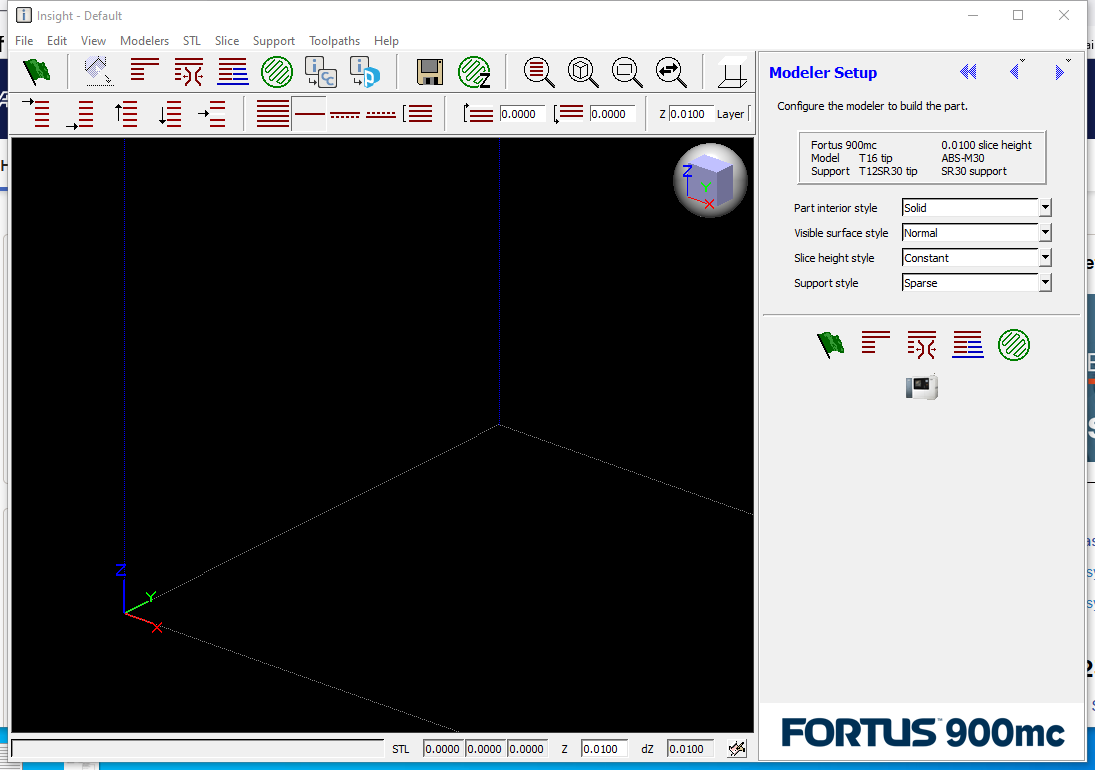 Insight - Default
File Edit View Modelers STL Slice Support Toolpaths Help
0.0000 0.0000 Z 0.0100 Layer
Modeler Setup
Configure the modeler to build the part.
Fortus 900mc 0.0100 slice height
Model T16 tip ABS-M30
Support T12SR30 tip SR30 support
Part interior style Solid
Visible surface style Normal
Slice height style Constant
Support style Sparse
Z
Y
X
Z
Y
X
STL 0.0000 0.0000 0.0000 Z 0.0100 dZ 0.0100
FORTUS™ 900mc